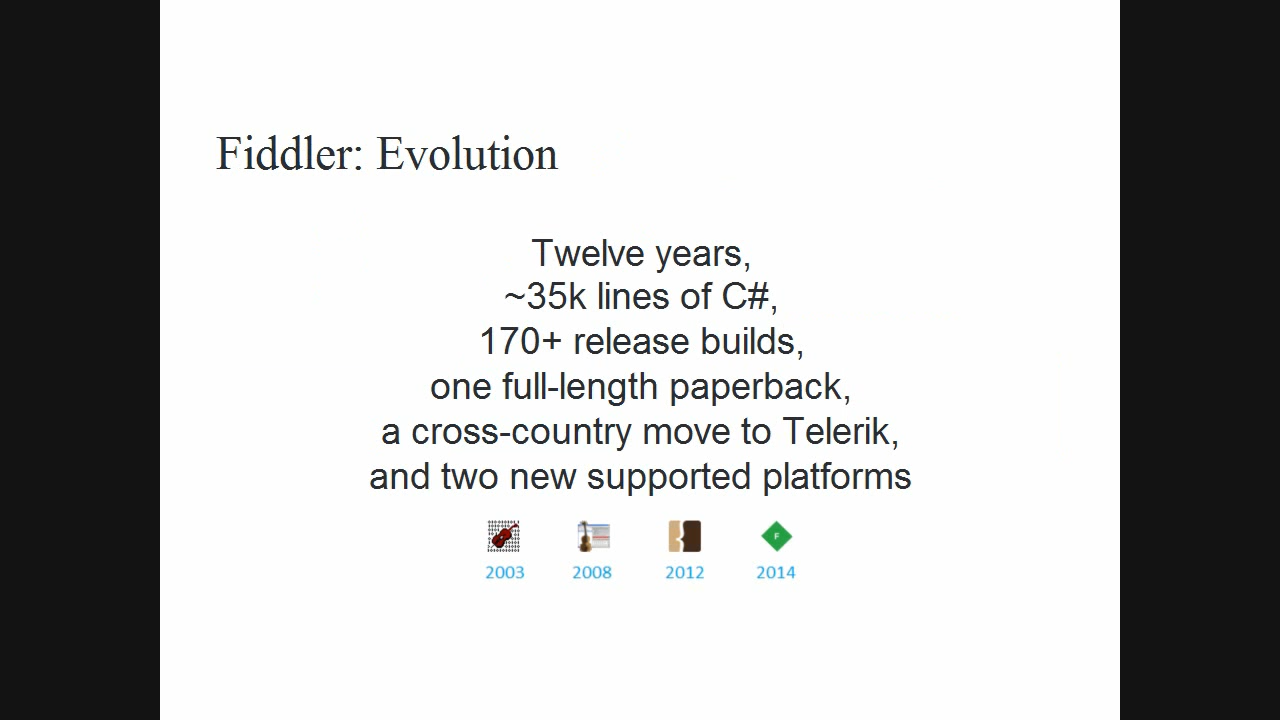 Fiddler: Evolution
Twelve years,
~35k lines of C#,
170+ release builds,
one full-length paperback,
a cross-country move to Telerik,
and two new supported platforms
F
2003 2008 2012 2014